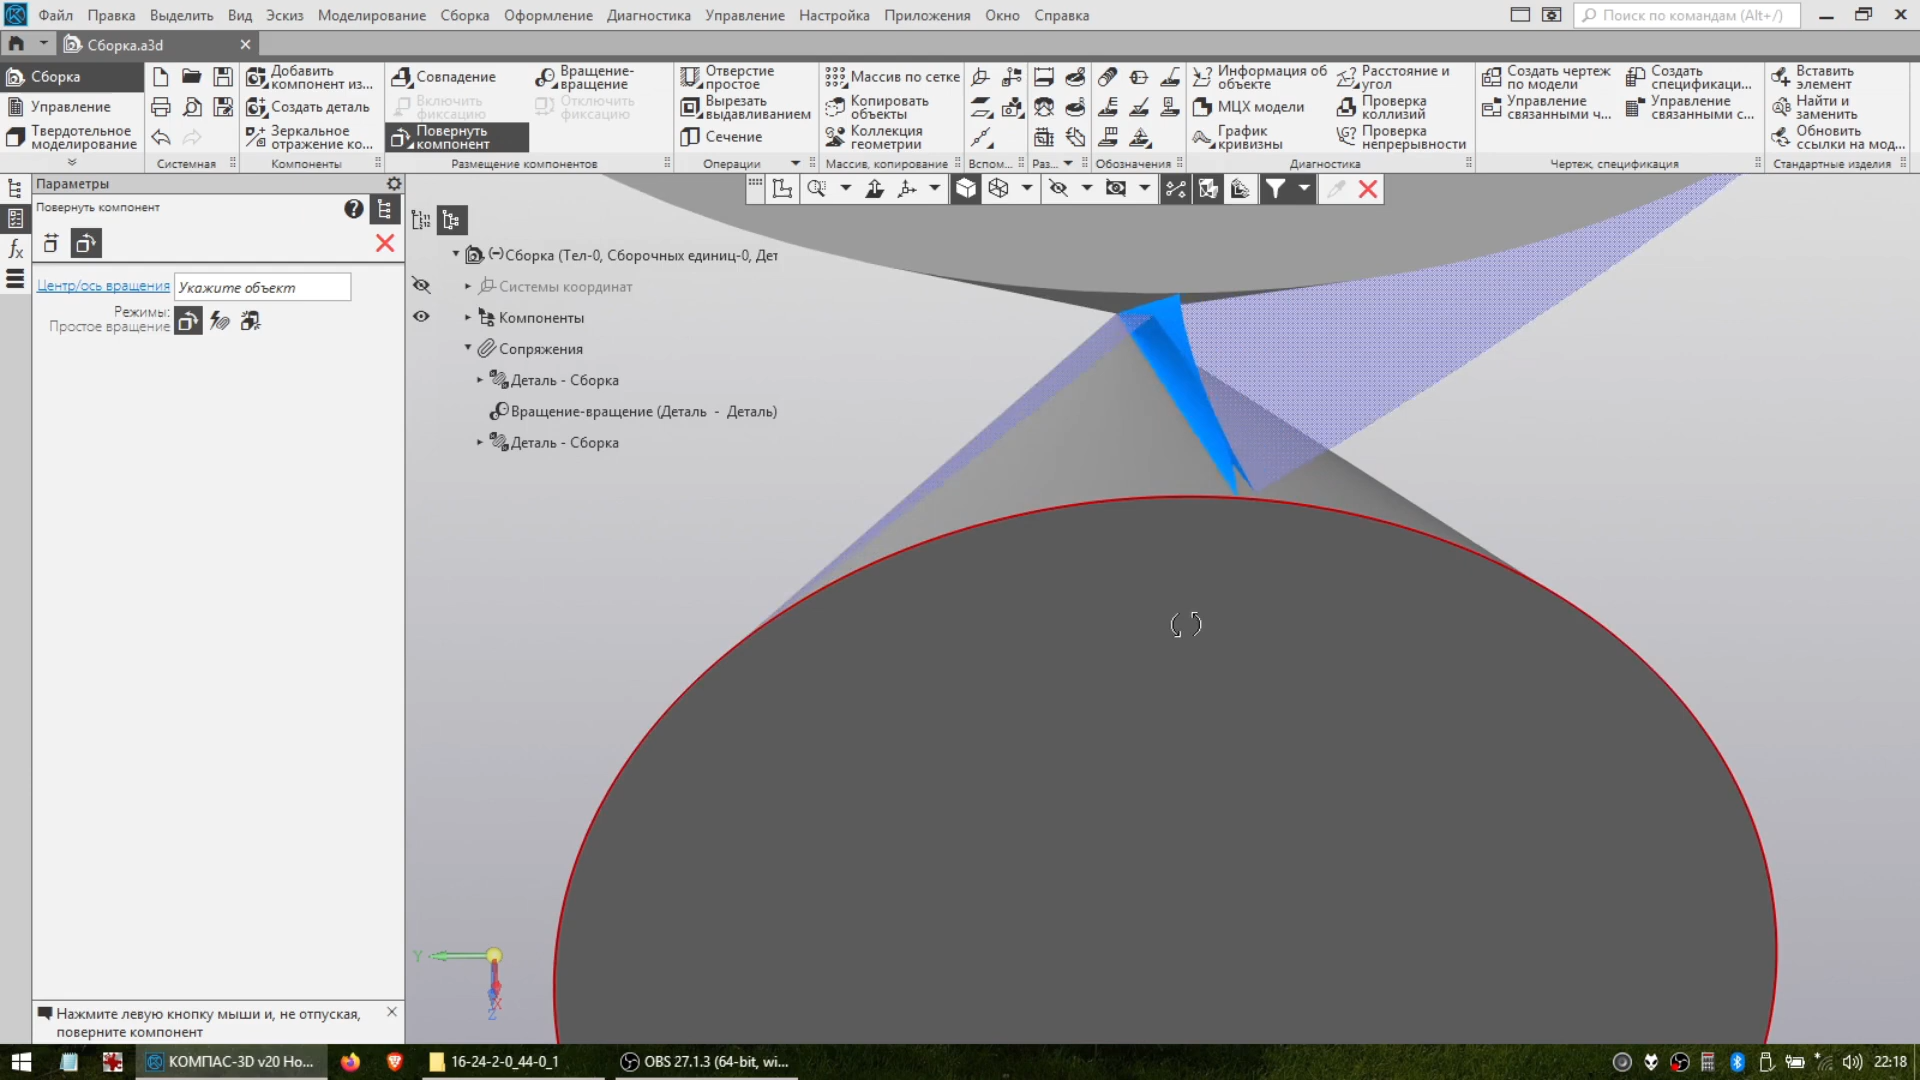 Файл Правка Выделить Вид Эскиз Моделирование Сборка Оформление Диагностика Управление Настройка Приложения Окно Справка Поиск по командам (Alt+/)
Сборка.a3d
Сборка
Управление
Твердотельное моделирование
Системная
Добавить компонент из...
Создать деталь
Зеркальное отражение ко...
Компоненты
Совпадение
Включить фиксацию
Повернуть компонент
Вращение-вращение
Отключить фиксацию
Размещение компонентов
Отверстие простое
Вырезать выдавливанием
Сечение
Операции
Массив по сетке
Копировать объекты
Коллекция геометрии
Массив, копирование
Вспом...
Раз...
Обозначения
Информация об объекте
МЦХ модели
График кривизны
Расстояние и угол
Проверка коллизий
Проверка непрерывности
Диагностика
Создать чертеж по модели
Управление связанными ч...
Создать спецификаци...
Управление связанными с...
Чертеж, спецификация
Вставить элемент
Найти и заменить
Обновить ссылки на мод...
Стандартные изделия
Параметры
Повернуть компонент
Центр/ось вращения Укажите объект
Режимы:
Простое вращение
Сборка (Тел-0, Сборочных единиц-0, Дет
Системы координат
Компоненты
Сопряжения
Деталь - Сборка
Вращение-вращение (Деталь - Деталь)
Деталь - Сборка
Y
X
Z
Нажмите левую кнопку мыши и, не отпуская,
поверните компонент
КОМПАС-3D v20 Ho... 16-24-2-0_44-0_1 OBS 27.1.3 (64-bit, wi... 22:18